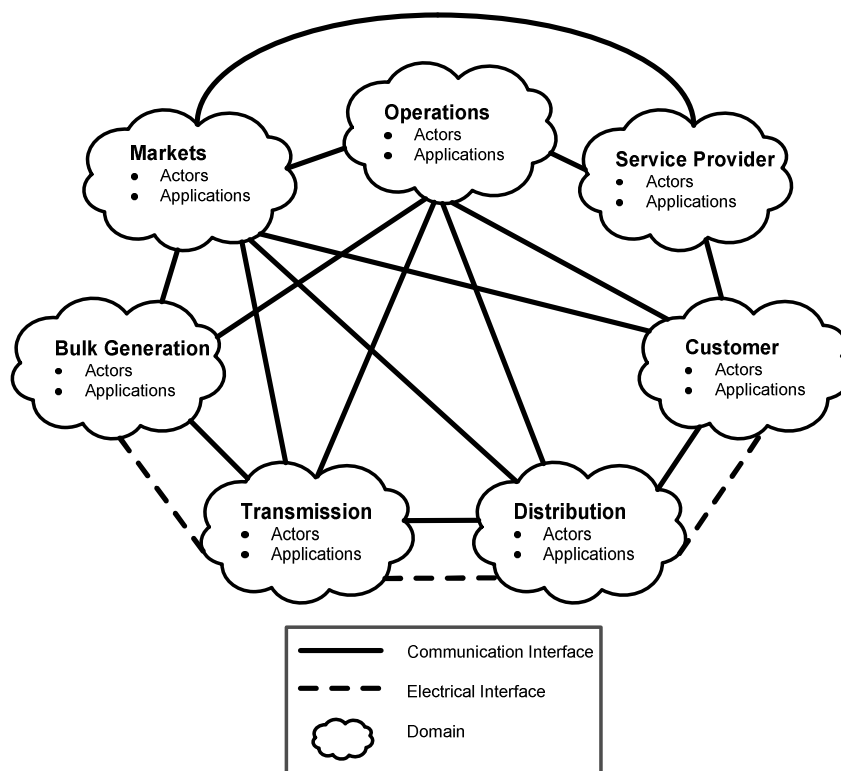 Operations
• Actors
• Applications
Markets
• Actors
• Applications
Service Provider
• Actors
• Applications
Bulk Generation
• Actors
• Applications
Customer
• Actors
• Applications
Transmission
• Actors
• Applications
Distribution
• Actors
• Applications
Communication Interface
Electrical Interface
Domain